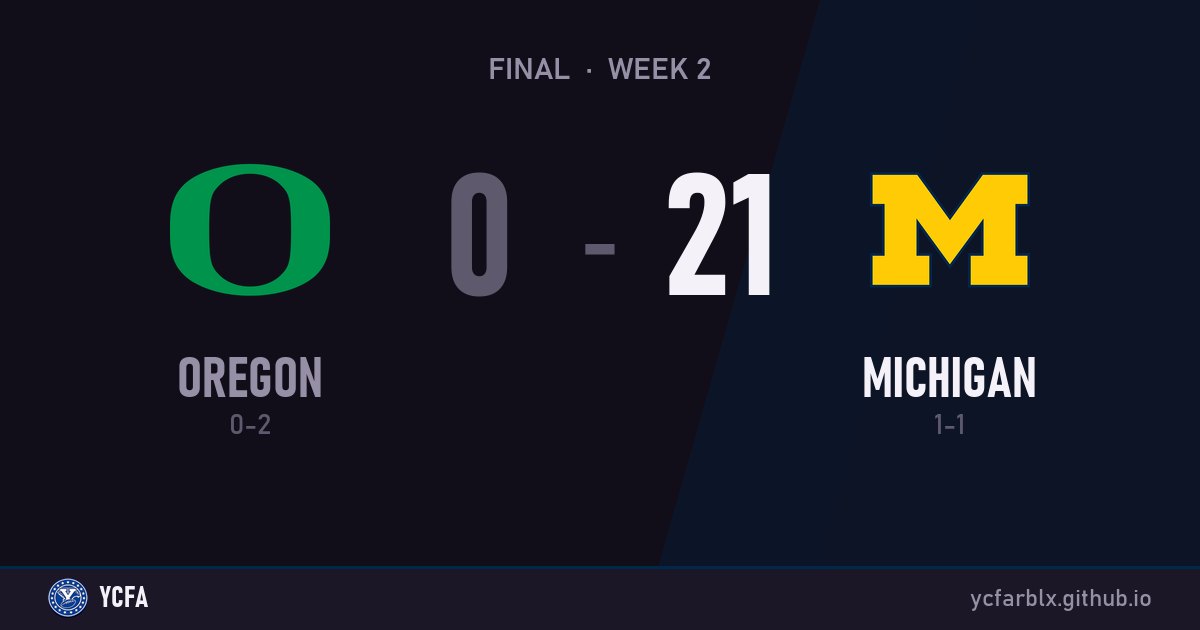 FINAL · WEEK 2
O 0 - 21 M
OREGON MICHIGAN
0-2 1-1
YCFA ycfarblx.github.io